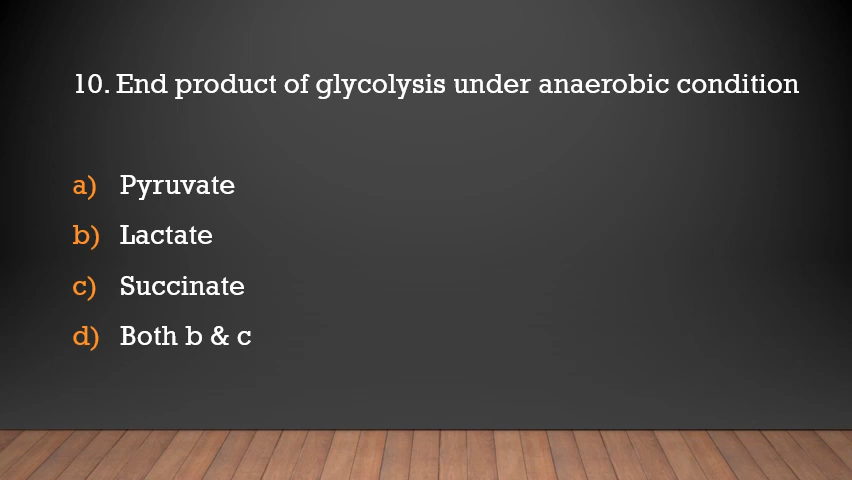 10. End product of glycolysis under anaerobic condition
a) Pyruvate
b) Lactate
c) Succinate
d) Both b & c